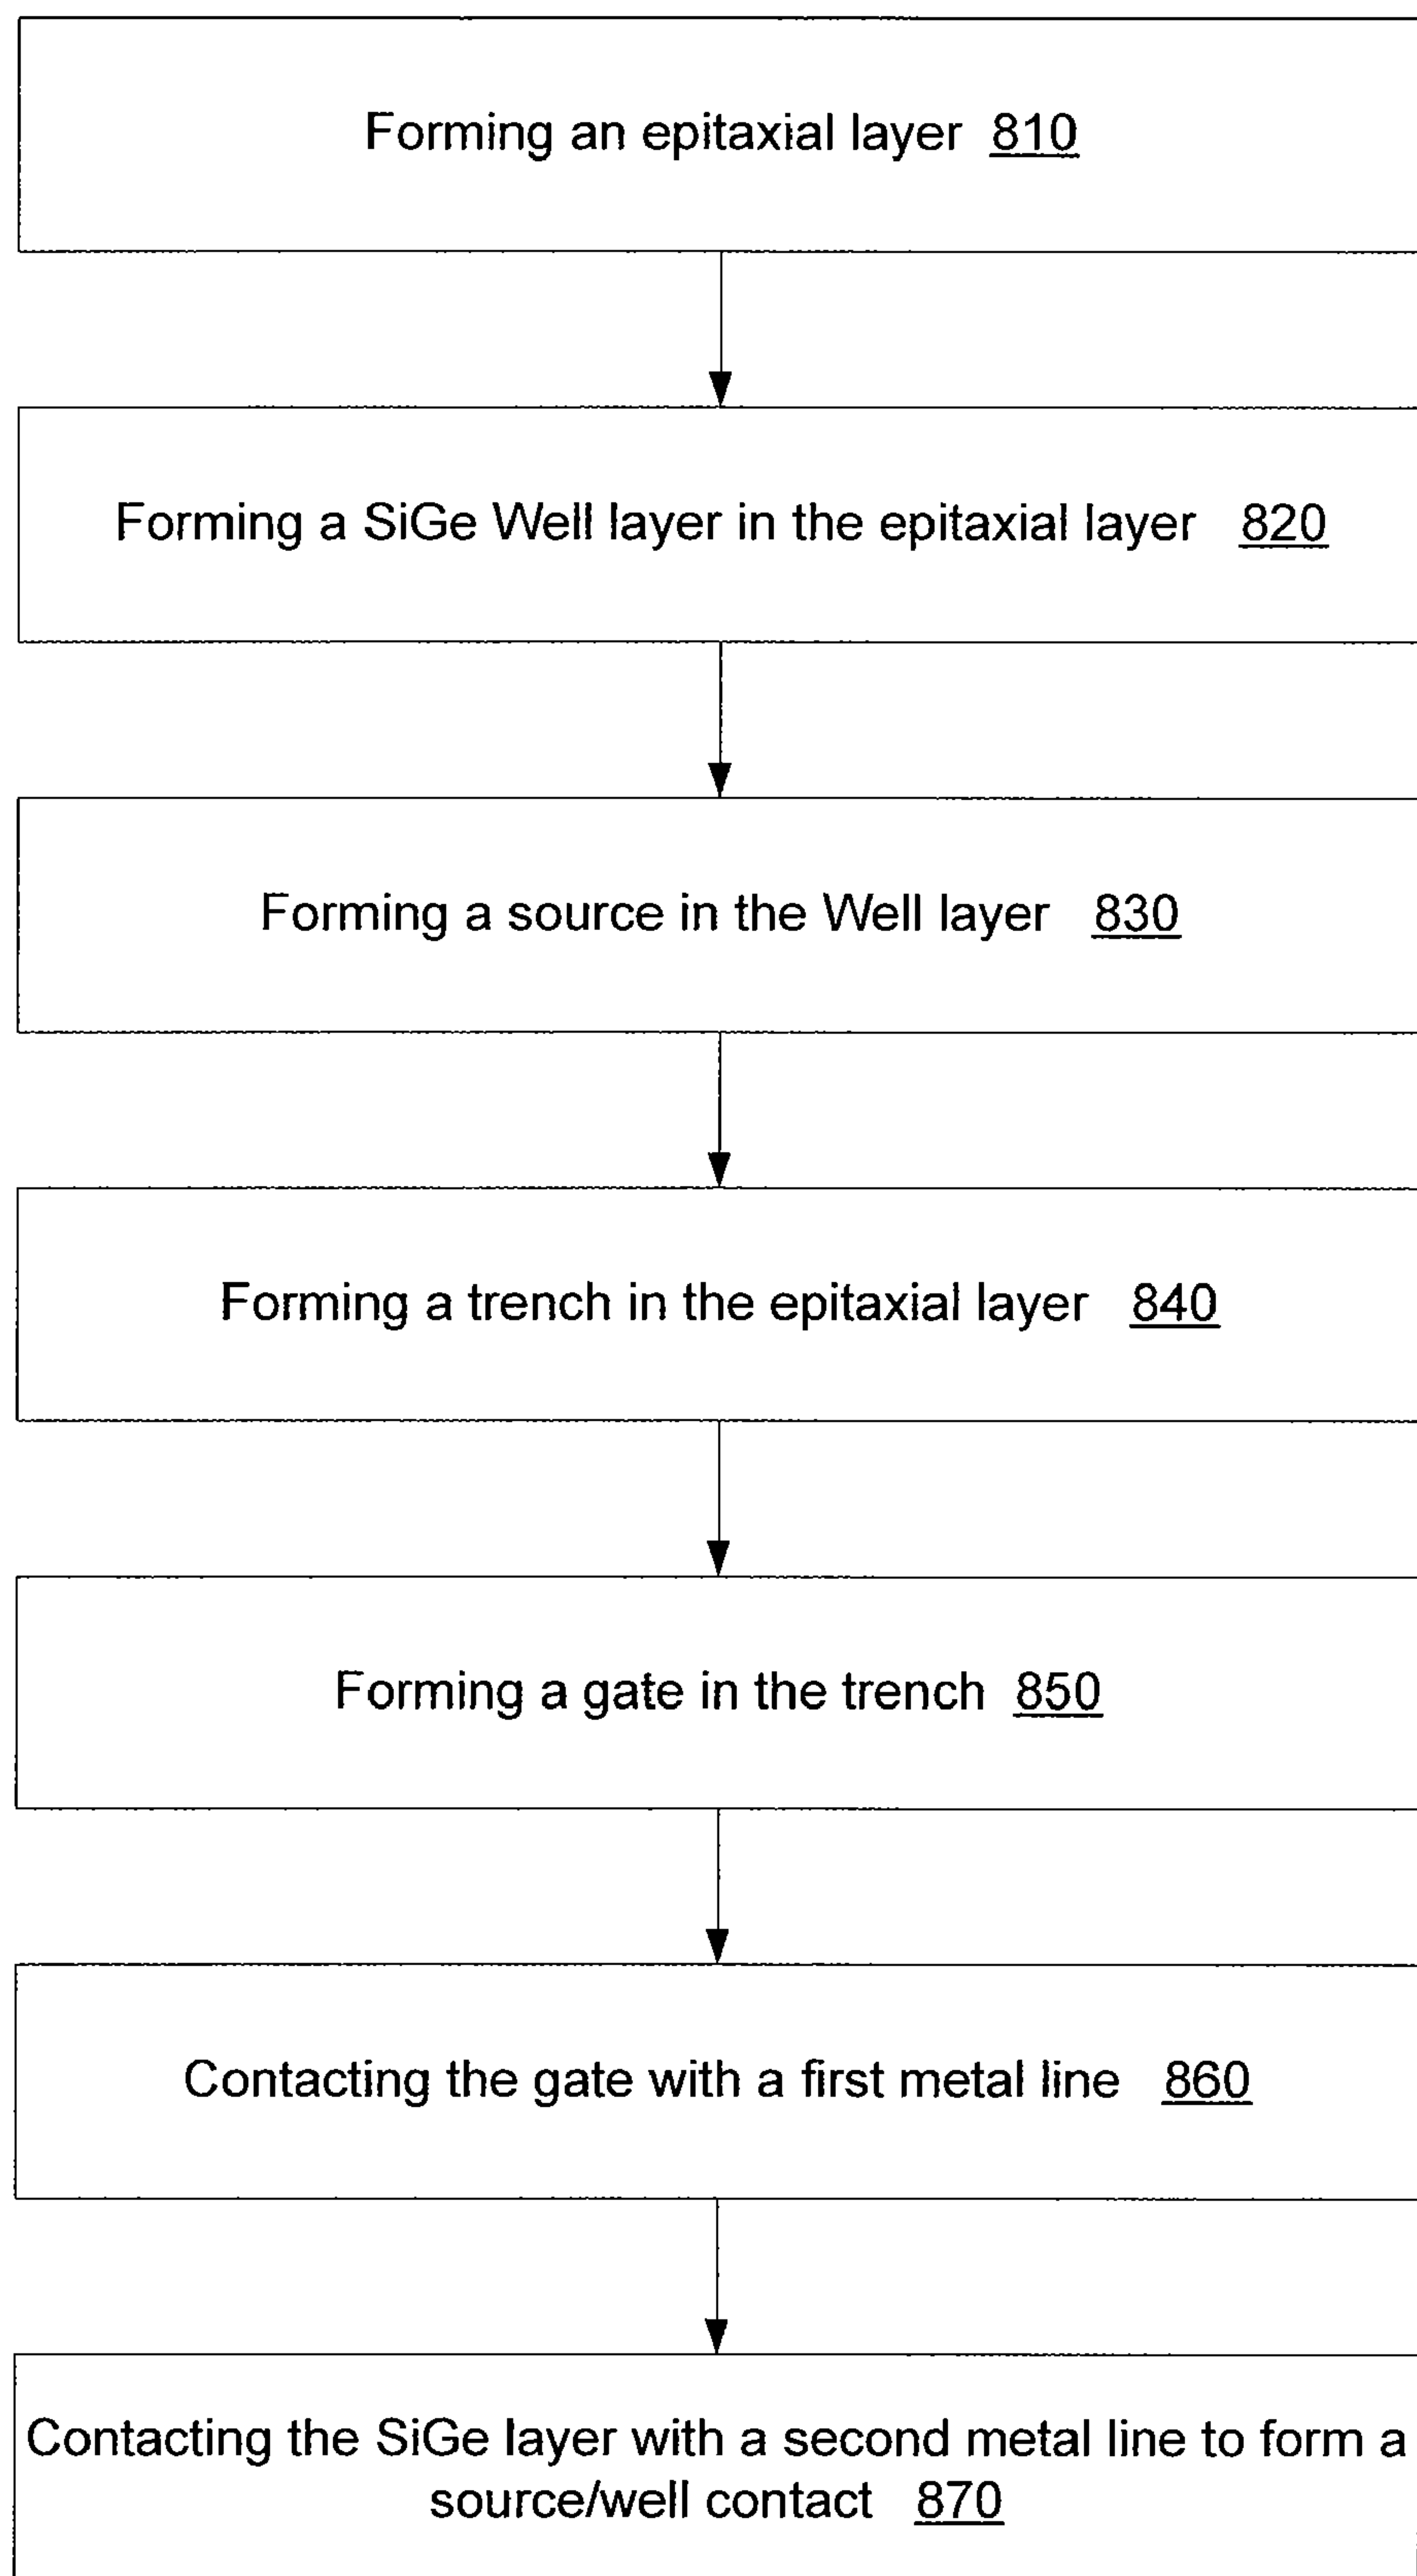 Forming an epitaxial layer 810
Forming a SiGe Well layer in the epitaxial layer 820
Forming a source in the Well layer 830
Forming a trench in the epitaxial layer 840
Forming a gate in the trench 850
Contacting the gate with a first metal line 860
Contacting the SiGe layer with a second metal line to form a
source/well contact 870